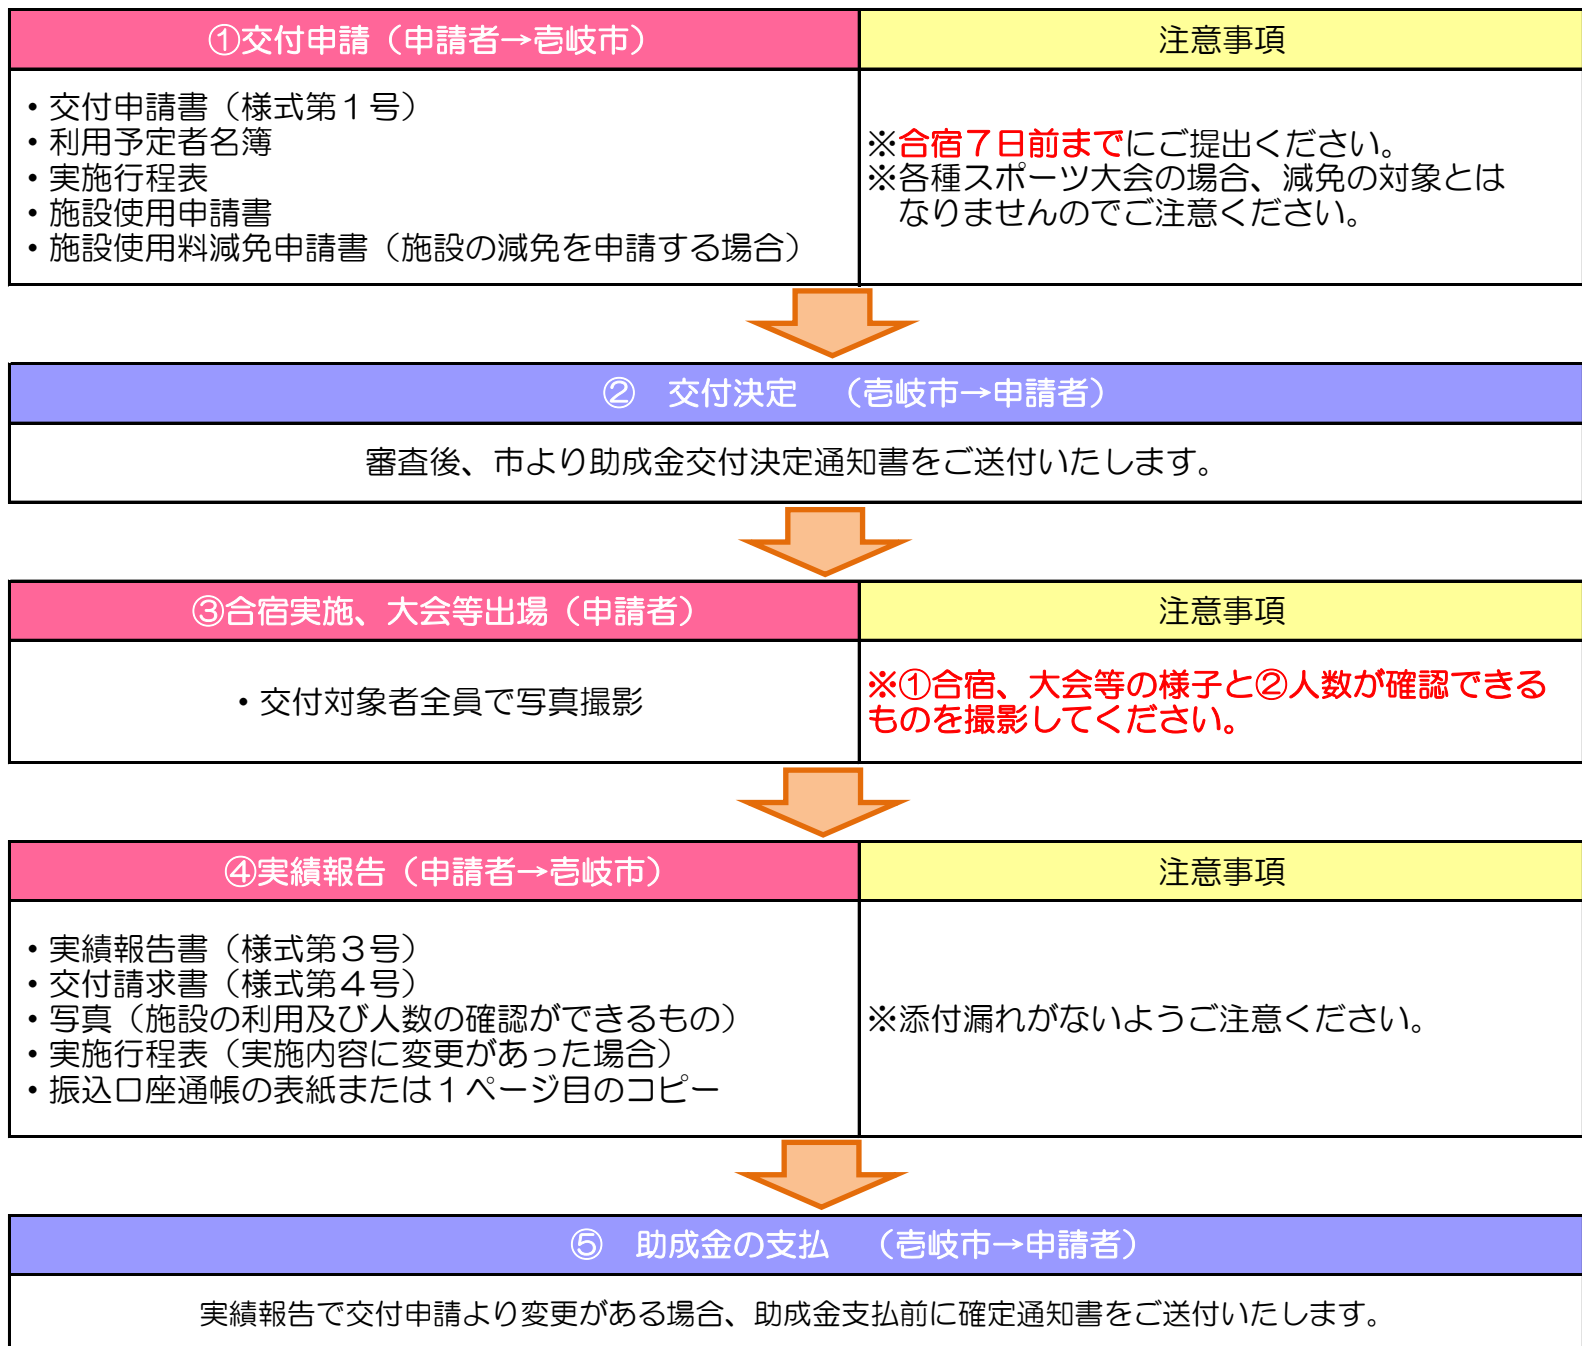 ①交付申請（申請者→壱岐市）
注意事項
・交付申請書（様式第１号）
・利用予定者名簿
・実施行程表
・施設使用申請書
・施設使用料減免申請書（施設の減免を申請する場合）
※合宿７日前までにご提出ください。
※各種スポーツ大会の場合、減免の対象とは
なりませんのでご注意ください。
②　交付決定　（壱岐市→申請者）
審査後、市より助成金交付決定通知書をご送付いたします。
③合宿実施、大会等出場（申請者）
注意事項
・交付対象者全員で写真撮影
※①合宿、大会等の様子と②人数が確認できる
ものを撮影してください。
④実績報告（申請者→壱岐市）
注意事項
・実績報告書（様式第３号）
・交付請求書（様式第４号）
・写真（施設の利用及び人数の確認ができるもの）
・実施行程表（実施内容に変更があった場合）
・振込口座通帳の表紙または１ページ目のコピー
※添付漏れがないようご注意ください。
⑤　助成金の支払　（壱岐市→申請者）
実績報告で交付申請より変更がある場合、助成金支払前に確定通知書をご送付いたします。